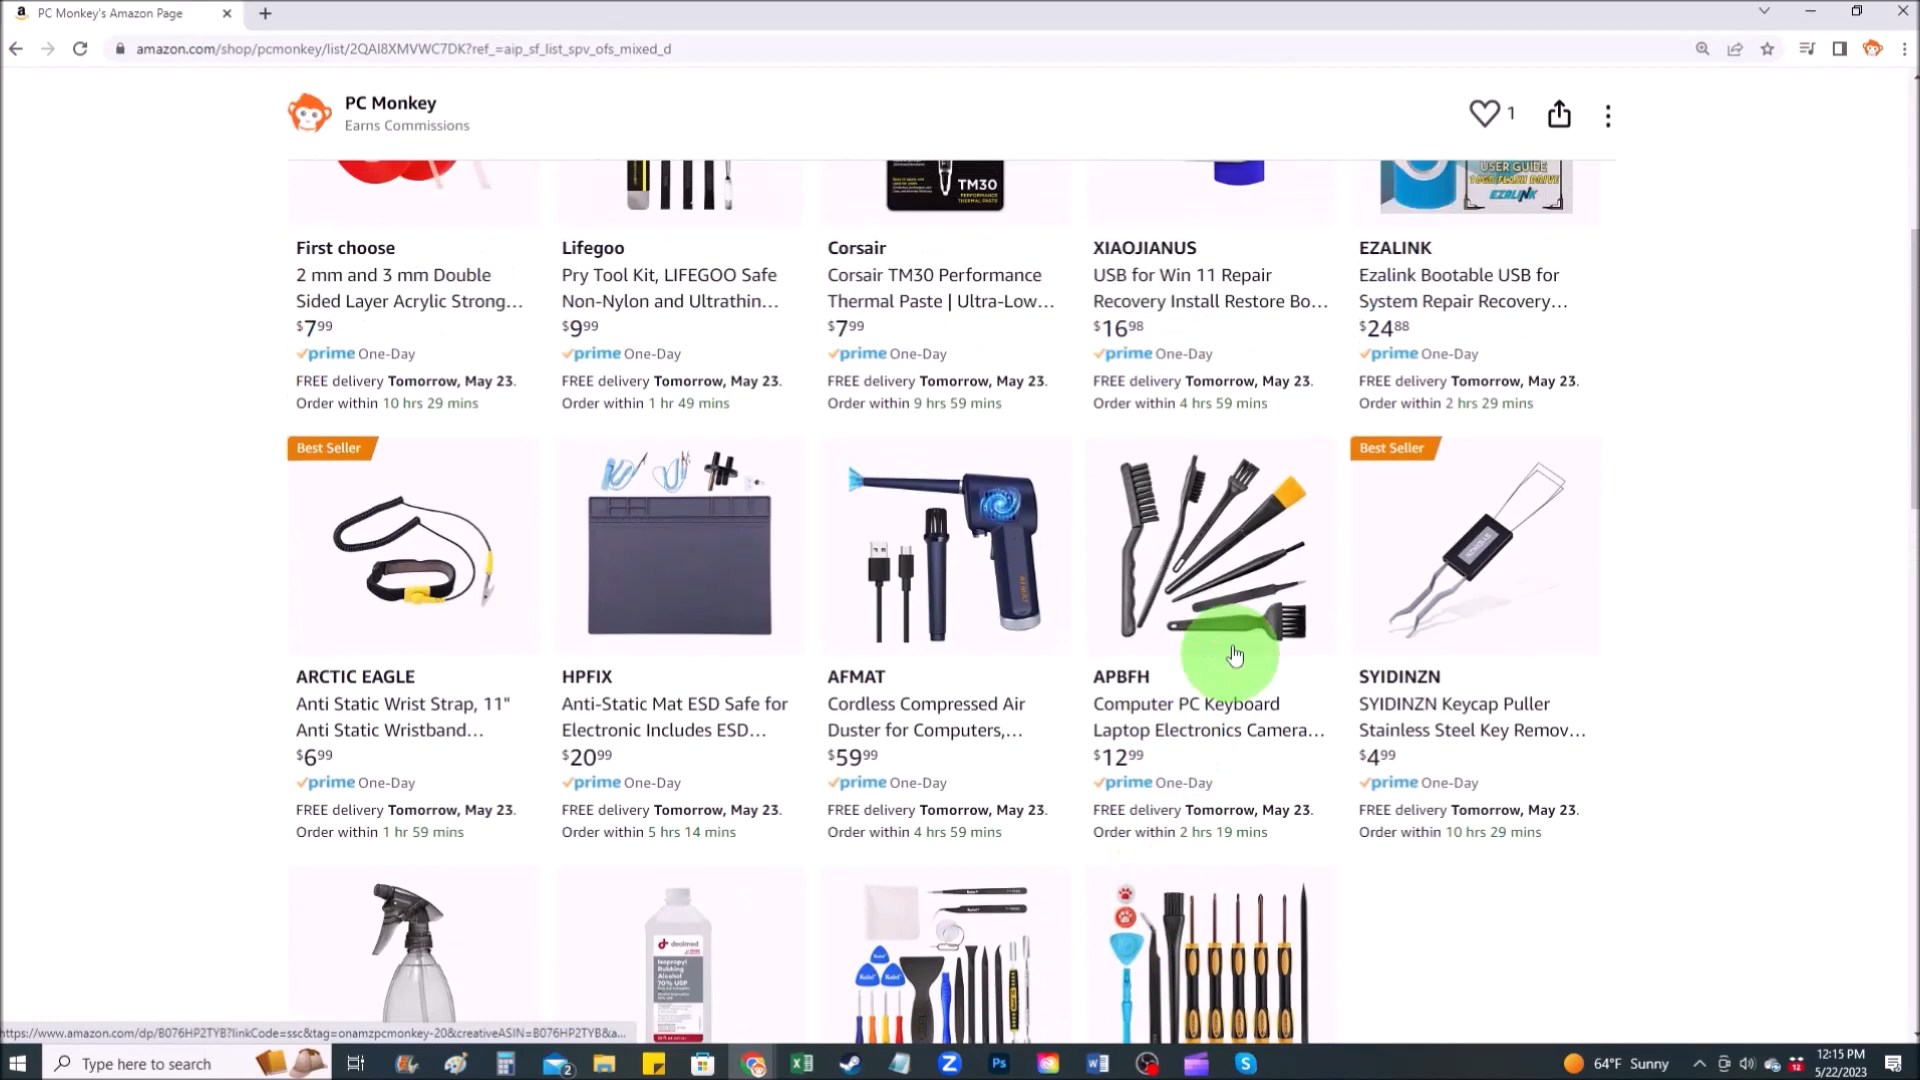 PC Monkey's Amazon Page
amazon.com/shop/pcmonkey/list/2QAI8XMVWC7DK?ref_=aip_sf_list_spv_ofs_mixed_d
PC Monkey
Earns Commissions
1
TM30
PERFORMANCE
THERMAL PASTE
USER GUIDE
16GB FLASH DRIVE
EZALINK
First choose
2 mm and 3 mm Double
Sided Layer Acrylic Strong...
$7.99
prime One-Day
FREE delivery Tomorrow, May 23.
Order within 10 hrs 29 mins
Lifegoo
Pry Tool Kit, LIFEGOO Safe
Non-Nylon and Ultrathin...
$9.99
prime One-Day
FREE delivery Tomorrow, May 23.
Order within 1 hr 49 mins
Corsair
Corsair TM30 Performance
Thermal Paste | Ultra-Low...
$7.99
prime One-Day
FREE delivery Tomorrow, May 23.
Order within 9 hrs 59 mins
XIAOJIANUS
USB for Win 11 Repair
Recovery Install Restore Bo...
$16.98
prime One-Day
FREE delivery Tomorrow, May 23.
Order within 4 hrs 59 mins
EZALINK
Ezalink Bootable USB for
System Repair Recovery...
$24.88
prime One-Day
FREE delivery Tomorrow, May 23.
Order within 2 hrs 29 mins
Best Seller
ARCTIC EAGLE
Anti Static Wrist Strap, 11"
Anti Static Wristband...
$6.99
prime One-Day
FREE delivery Tomorrow, May 23.
Order within 1 hr 59 mins
HPFIX
Anti-Static Mat ESD Safe for
Electronic Includes ESD...
$20.99
prime One-Day
FREE delivery Tomorrow, May 23.
Order within 5 hrs 14 mins
AFMAT
Cordless Compressed Air
Duster for Computers,...
$59.99
prime One-Day
FREE delivery Tomorrow, May 23.
Order within 4 hrs 59 mins
APBFH
Computer PC Keyboard
Laptop Electronics Camera...
$12.99
prime One-Day
FREE delivery Tomorrow, May 23.
Order within 2 hrs 19 mins
Best Seller
SYIDINZN
SYIDINZN Keycap Puller
Stainless Steel Key Remov...
$4.99
prime One-Day
FREE delivery Tomorrow, May 23.
Order within 10 hrs 29 mins
dealmed
Isopropyl
Rubbing
Alcohol
70% USP
https://www.amazon.com/dp/B076HP2TYB?linkCode=ssc&tag=onamzpcmonkey-20&creativeASIN=B076HP2TYB&a...
Type here to search
2
64°F Sunny
12
12:15 PM
5/22/2023